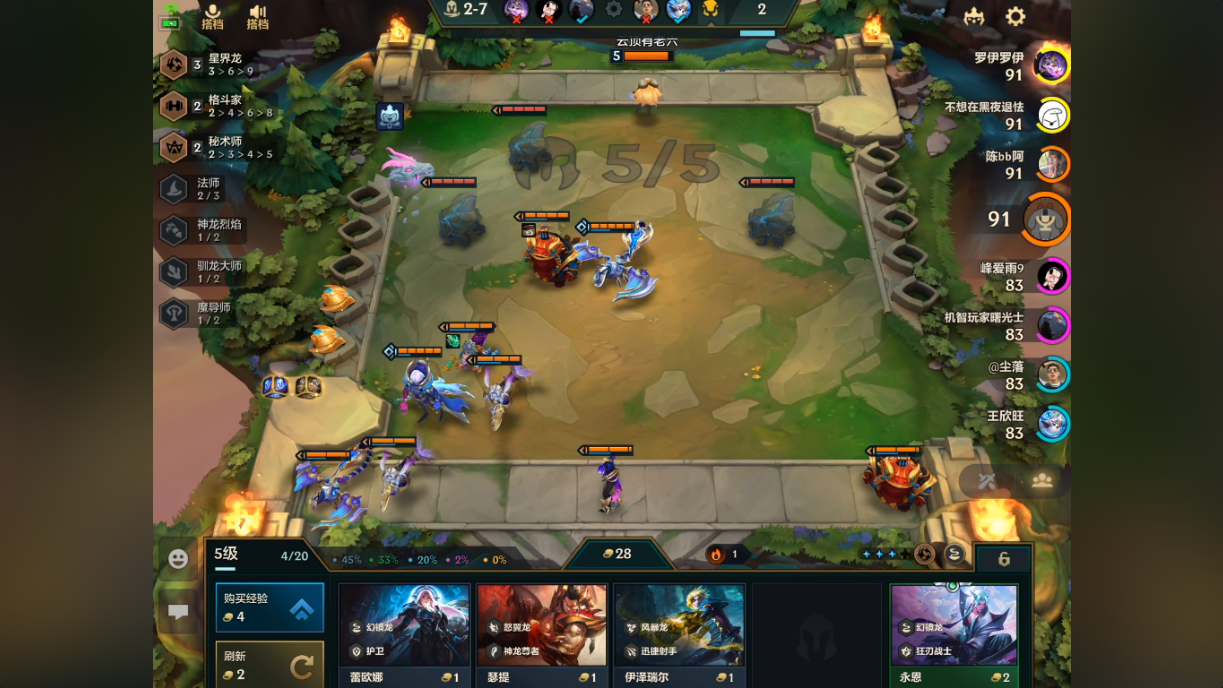 搭档
搭档
2-7
2
云顶有老六
5
3
星界龙
3 > 6 > 9
2
格斗家
2 > 4 > 6 > 8
2
秘术师
2 > 3 > 4 > 5
法师
2 / 3
神龙烈焰
1 / 2
驯龙大师
1 / 2
魔导师
1 / 2
5/5
罗伊罗伊
91
不想在黑夜退怯
91
陈bb阿
91
91
峰爱雨9
83
机智玩家曙光士
83
@尘落
83
王欣旺
83
5级
4/20
45%
33%
20%
2%
0%
28
1
6
购买经验
4
刷新
2
幻镜龙
护卫
蕾欧娜
1
怒翼龙
神龙尊者
瑟提
1
风暴龙
迅捷射手
伊泽瑞尔
1
幻镜龙
狂刃战士
永恩
2